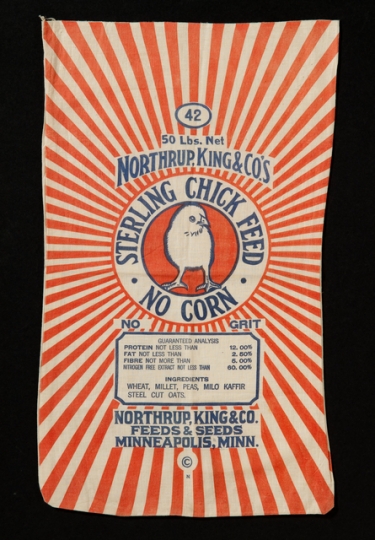 42
50 Lbs. Net
NORTHRUP, KING & CO'S
STERLING CHICK FEED
• NO CORN •
NO GRIT
GUARANTEED ANALYSIS
PROTEIN NOT LESS THAN 12.00%
FAT NOT LESS THAN 2.50%
FIBRE NOT MORE THAN 5.00%
NITROGEN FREE EXTRACT NOT LESS THAN 60.00%
INGREDIENTS
WHEAT, MILLET, PEAS, MILO KAFFIR
STEEL CUT OATS.
NORTHRUP, KING & CO.
FEEDS & SEEDS
MINNEAPOLIS, MINN.
©